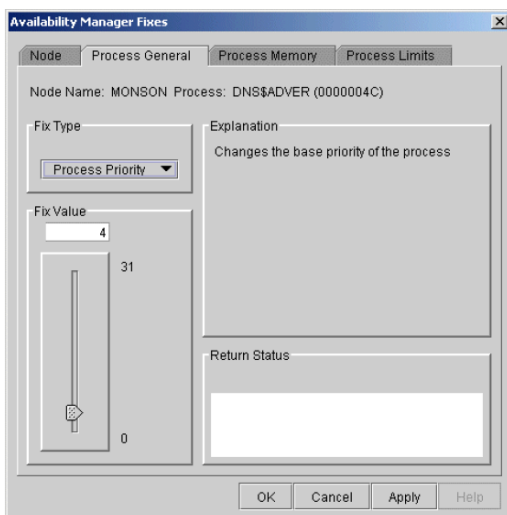 Availability Manager Fixes
Node
Process General
Process Memory
Process Limits
Node Name: MONSON Process: DNS$ADVER (0000004C)
Fix Type
Process Priority
Explanation
Changes the base priority of the process
Fix Value
4
31
0
Return Status
OK
Cancel
Apply
Help